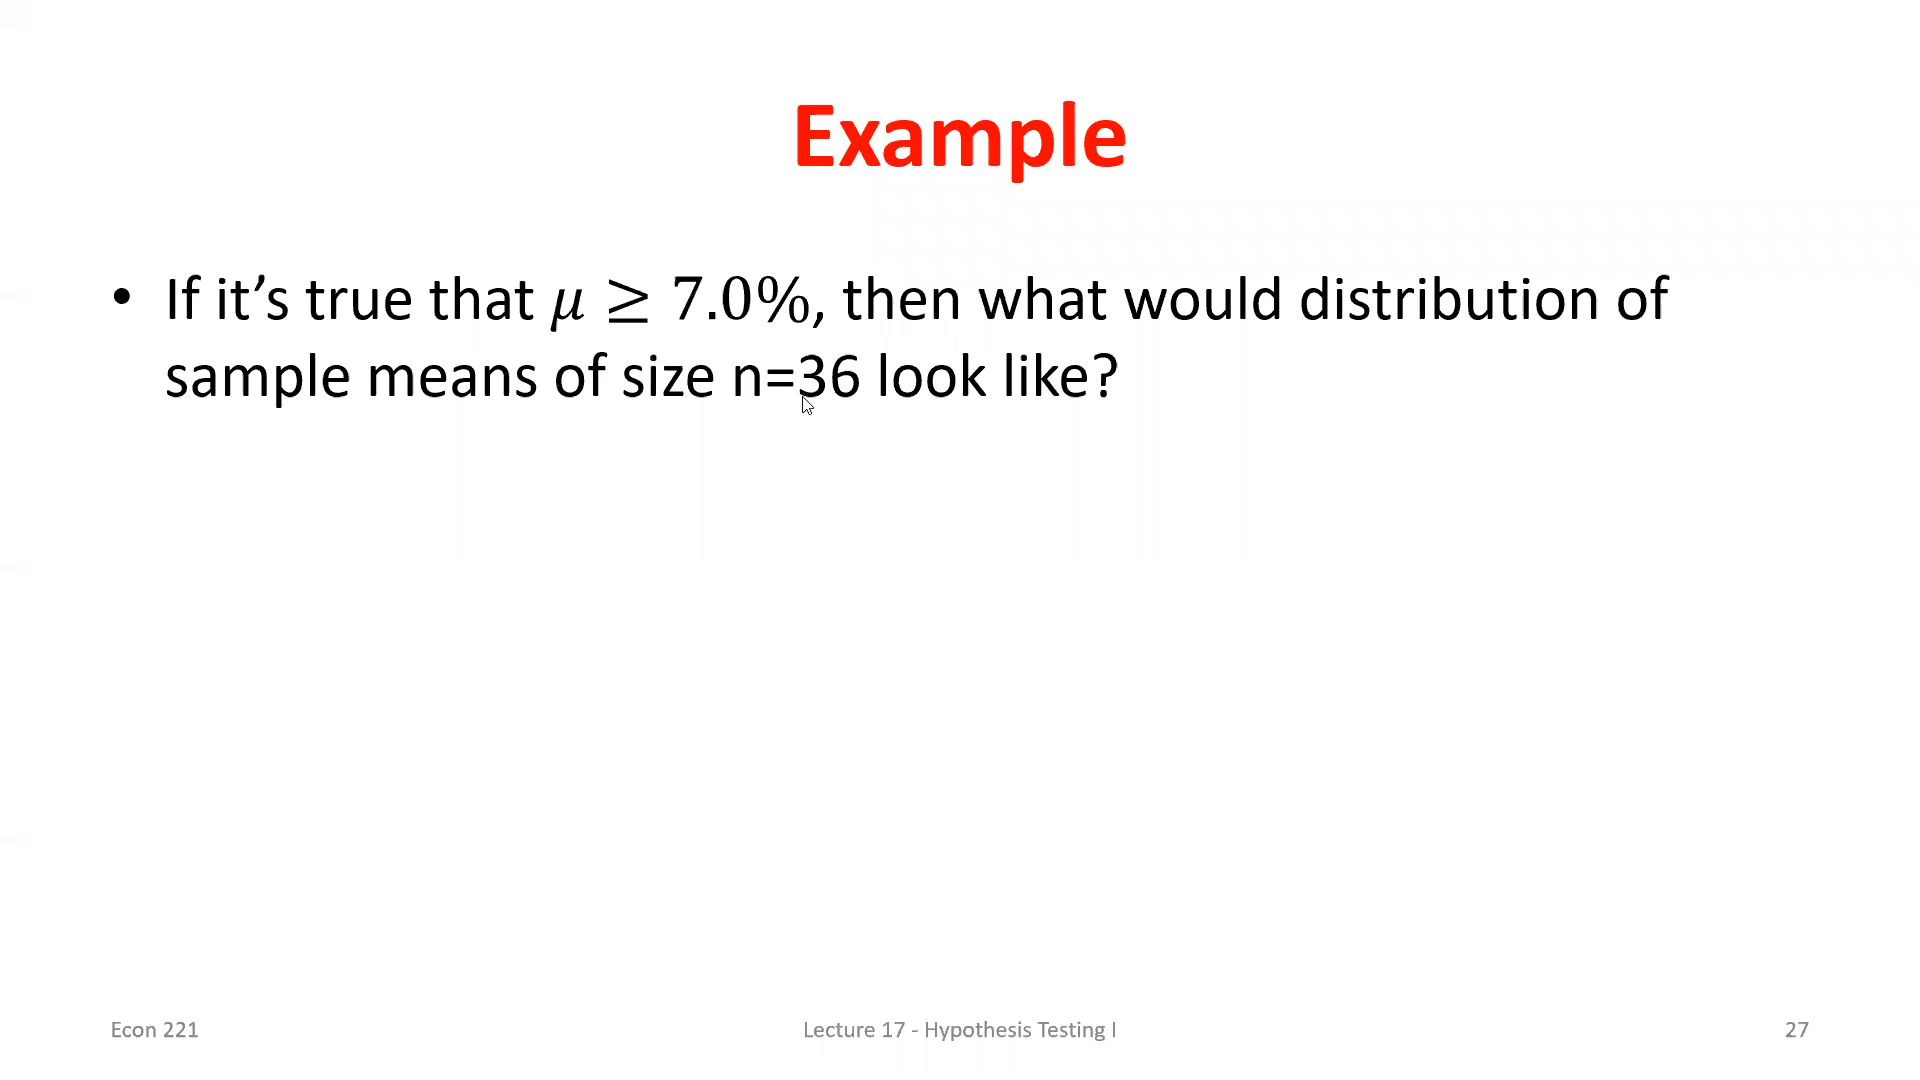 Example
• If it’s true that 𝜇 ≥ 7.0%, then what would distribution of
sample means of size n=36 look like?
Econ 221
Lecture 17 - Hypothesis Testing I
27